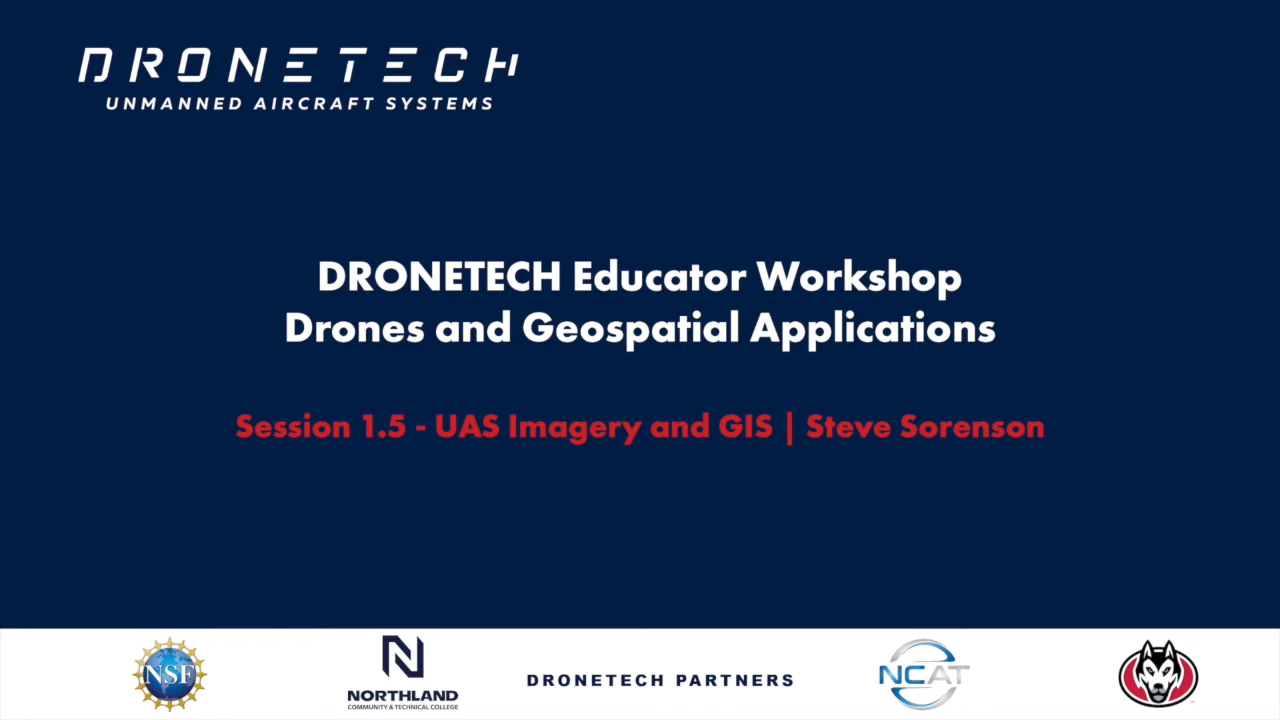 DRONETECH
UNMANNED AIRCRAFT SYSTEMS
DRONETECH Educator Workshop
Drones and Geospatial Applications
Session 1.5 - UAS Imagery and GIS | Steve Sorenson
NSF
NORTHLAND
COMMUNITY & TECHNICAL COLLEGE
DRONETECH PARTNERS
NCAT